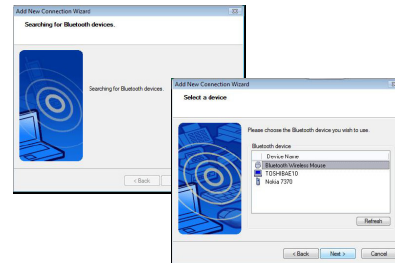 Add New Connection Wizard
Searching for Bluetooth devices.
Searching for Bluetooth devices.
< Back
Add New Connection Wizard
Select a device
Please choose the Bluetooth device you wish to use.
Bluetooth device
Device Name
Bluetooth Wireless Mouse
TOSHIBAE10
Nokia 7370
Refresh
< Back
Next >
Cancel